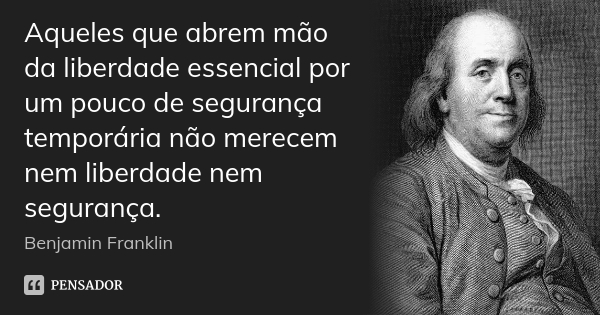 Aqueles que abrem mão
da liberdade essencial por
um pouco de segurança
temporária não merecem
nem liberdade nem
segurança.
Benjamin Franklin
PENSADOR